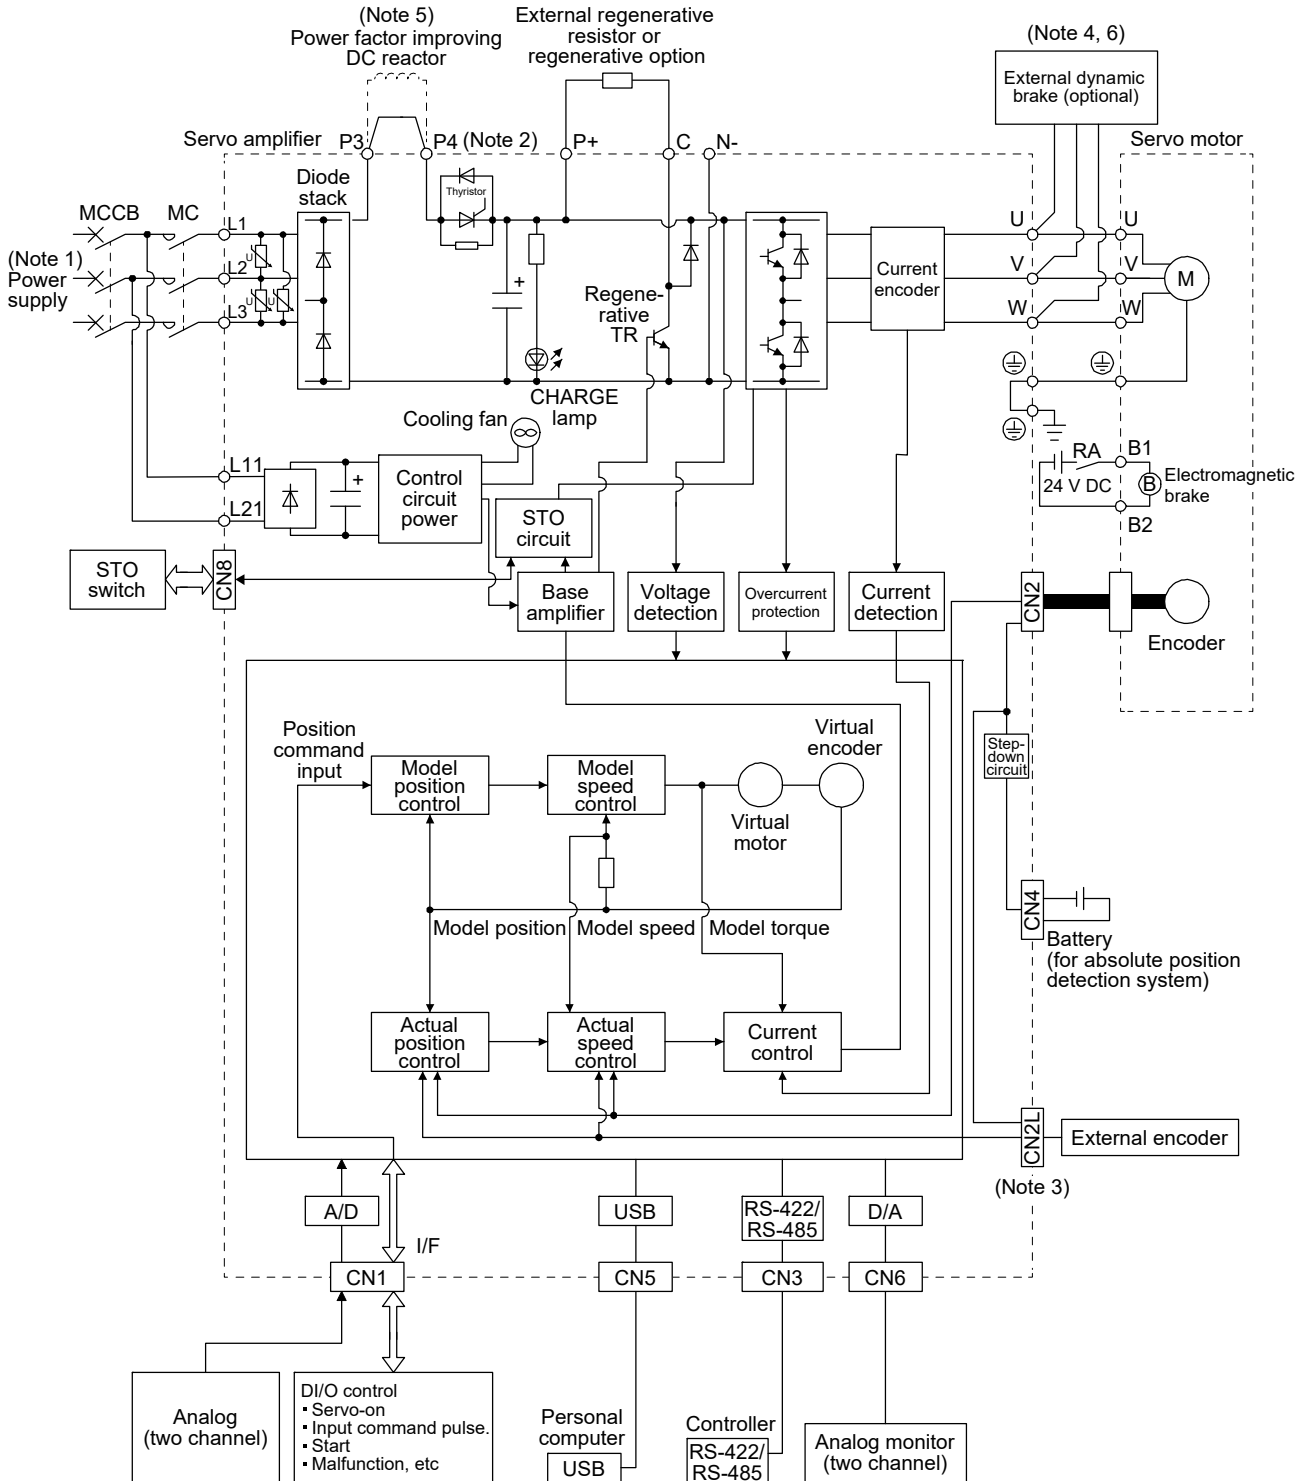 (Note 5)
Power factor improving
DC reactor
External regenerative
resistor or
regenerative option
(Note 4, 6)
External dynamic
brake (optional)
Servo amplifier
P3
P4 (Note 2)
P+
C
N-
Servo motor
Diode
stack
Thyristor
MCCB
MC
L1
L2
L3
U
U
U
(Note 1)
Power
supply
+
Regene-
rative
TR
CHARGE
lamp
Current
encoder
U
V
W
U
V
W
M
Cooling fan
L11
L21
+
Control
circuit
power
STO
circuit
RA
24 V DC
B1
B
B2
Electromagnetic
brake
STO
switch
CN8
Base
amplifier
Voltage
detection
Overcurrent
protection
Current
detection
CN2
Encoder
Position
command
input
Model
position
control
Model
speed
control
Virtual
motor
Virtual
encoder
Step-
down
circuit
Model position
Model speed
Model torque
CN4
Battery
(for absolute position
detection system)
Actual
position
control
Actual
speed
control
Current
control
CN2L
External encoder
(Note 3)
A/D
I/F
USB
RS-422/
RS-485
D/A
CN1
CN5
CN3
CN6
Analog
(two channel)
DI/O control
▪ Servo-on
▪ Input command pulse.
▪ Start
▪ Malfunction, etc
Personal
computer
USB
Controller
RS-422/
RS-485
Analog monitor
(two channel)